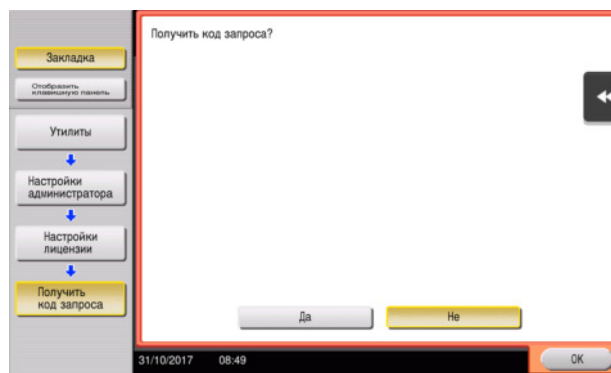 Получить код запроса?
Закладка
Отобразить
клавишную панель
Утилиты
Настройки
администратора
Настройки
лицензии
Получить
код запроса
Да
Не
31/10/2017 08:49
OK